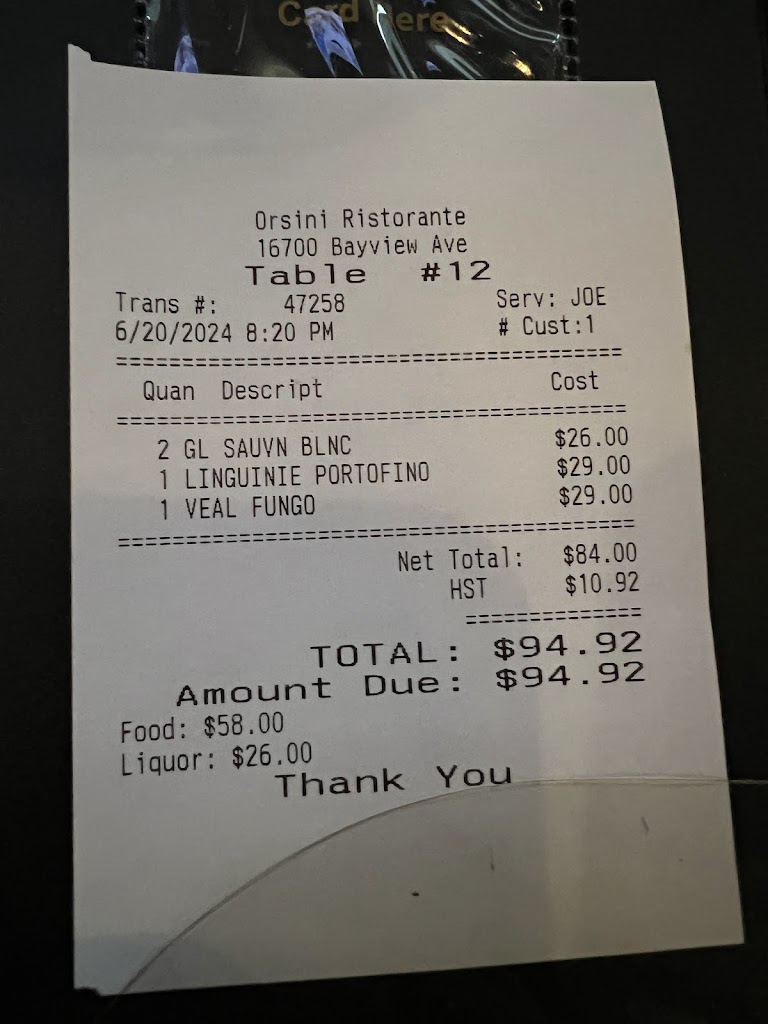 Card Here
Orsini Ristorante
16700 Bayview Ave
Table #12
Trans #: 47258 Serv: JOE
6/20/2024 8:20 PM # Cust:1
=======================================
Quan Descript Cost
=======================================
2 GL SAUVN BLNC $26.00
1 LINGUINIE PORTOFINO $29.00
1 VEAL FUNGO $29.00
=======================================
Net Total: $84.00
HST $10.92
==============
TOTAL: $94.92
Amount Due: $94.92
Food: $58.00
Liquor: $26.00
Thank You